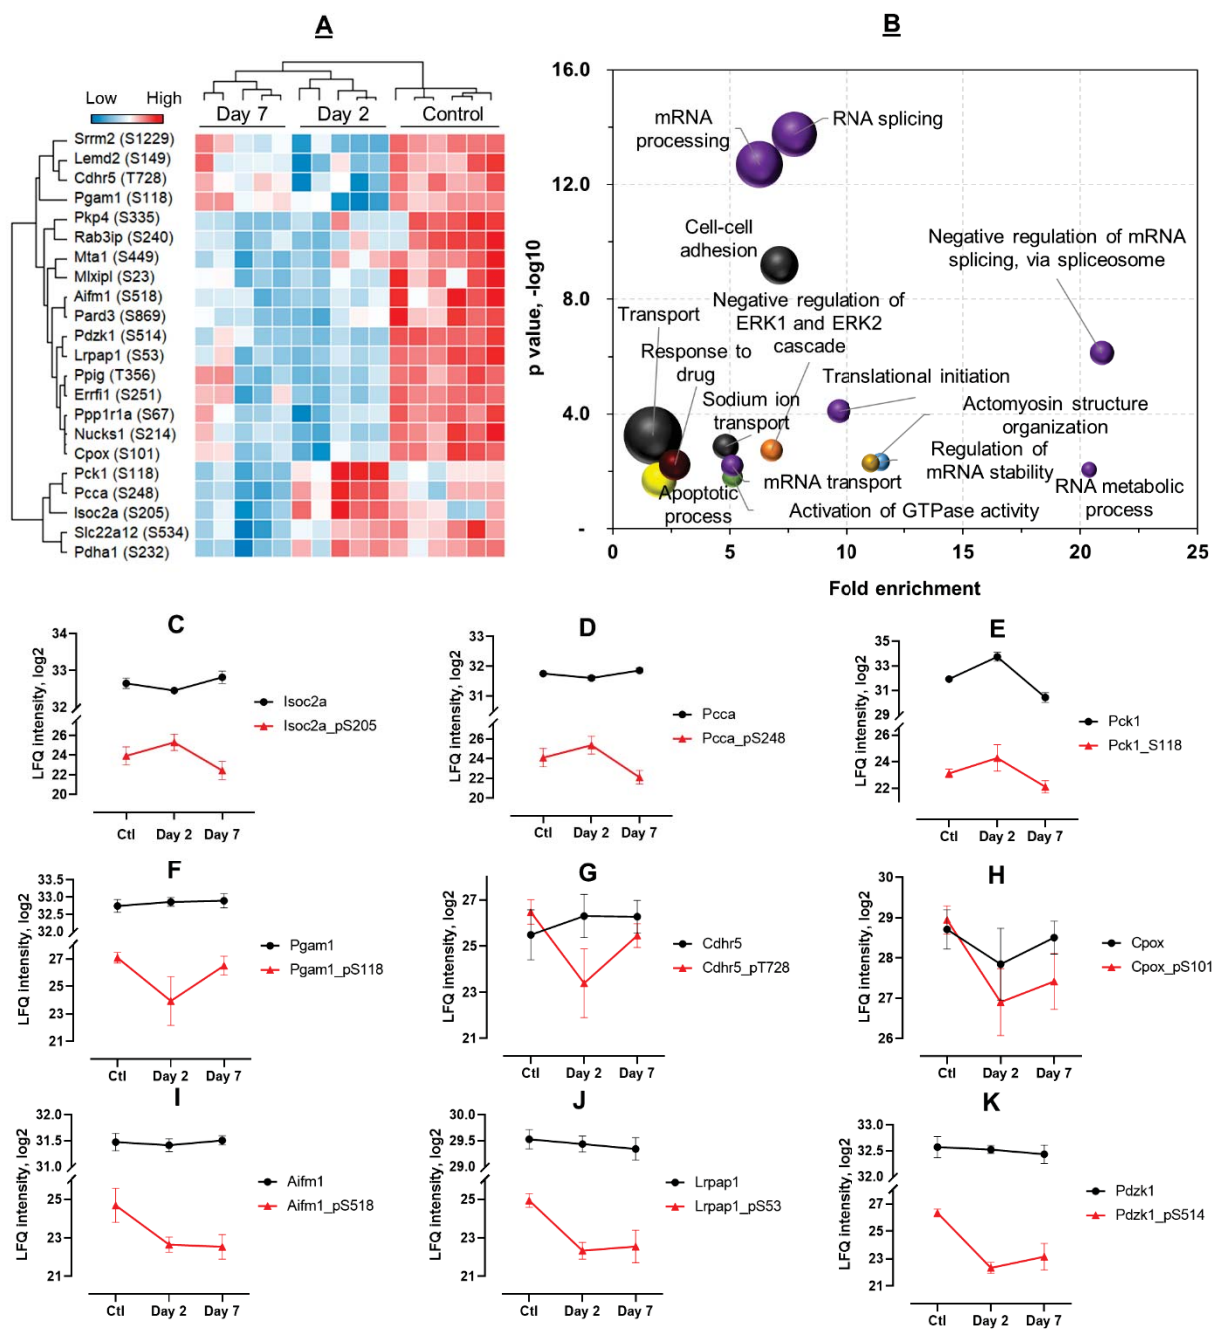 A
Low High
Day 7 Day 2 Control
Srrm2 (S1229)
Lemd2 (S149)
Cdhr5 (T728)
Pgam1 (S118)
Pkp4 (S335)
Rab3ip (S240)
Mta1 (S449)
Mlxipl (S23)
Aifm1 (S518)
Pard3 (S869)
Pdzk1 (S514)
Lrpap1 (S53)
Ppig (T356)
Errfi1 (S251)
Ppp1r1a (S67)
Nucks1 (S214)
Cpox (S101)
Pck1 (S118)
Pcca (S248)
Isoc2a (S205)
Slc22a12 (S534)
Pdha1 (S232)
B
p value, -log10
16.0
12.0
8.0
4.0
-
0 5 10 15 20 25
Fold enrichment
mRNA
processing
RNA splicing
Cell-cell
adhesion
Negative regulation of mRNA
splicing, via spliceosome
Negative regulation of
ERK1 and ERK2
cascade
Transport
Response to
drug
Sodium ion
transport
Translational initiation
Actomyosin structure
organization
Regulation of
mRNA stability
mRNA transport
RNA metabolic
process
Apoptotic
process
Activation of GTPase activity
C
LFQ intensity, log2
34
33
32
26
24
22
20
Ctl Day 2 Day 7
Isoc2a
Isoc2a_pS205
D
LFQ intensity, log2
33
31
28
26
24
22
20
Ctl Day 2 Day 7
Pcca
Pcca_pS248
E
LFQ intensity, log2
35
33
31
29
26
24
22
Ctl Day 2 Day 7
Pck1
Pck1_S118
F
LFQ intensity, log2
33.5
33.0
32.5
32.0
27
25
23
21
Ctl Day 2 Day 7
Pgam1
Pgam1_pS118
G
LFQ intensity, log2
27
25
23
21
Ctl Day 2 Day 7
Cdhr5
Cdhr5_pT728
H
LFQ intensity, log2
30
29
28
27
26
Ctl Day 2 Day 7
Cpox
Cpox_pS101
I
LFQ intensity, log2
32.0
31.5
31.0
25
23
21
Ctl Day 2 Day 7
Aifm1
Aifm1_pS518
J
LFQ intensity, log2
30.0
29.5
29.0
25
23
21
Ctl Day 2 Day 7
Lrpap1
Lrpap1_pS53
K
LFQ intensity, log2
33.0
32.5
32.0
27
25
23
21
Ctl Day 2 Day 7
Pdzk1
Pdzk1_pS514